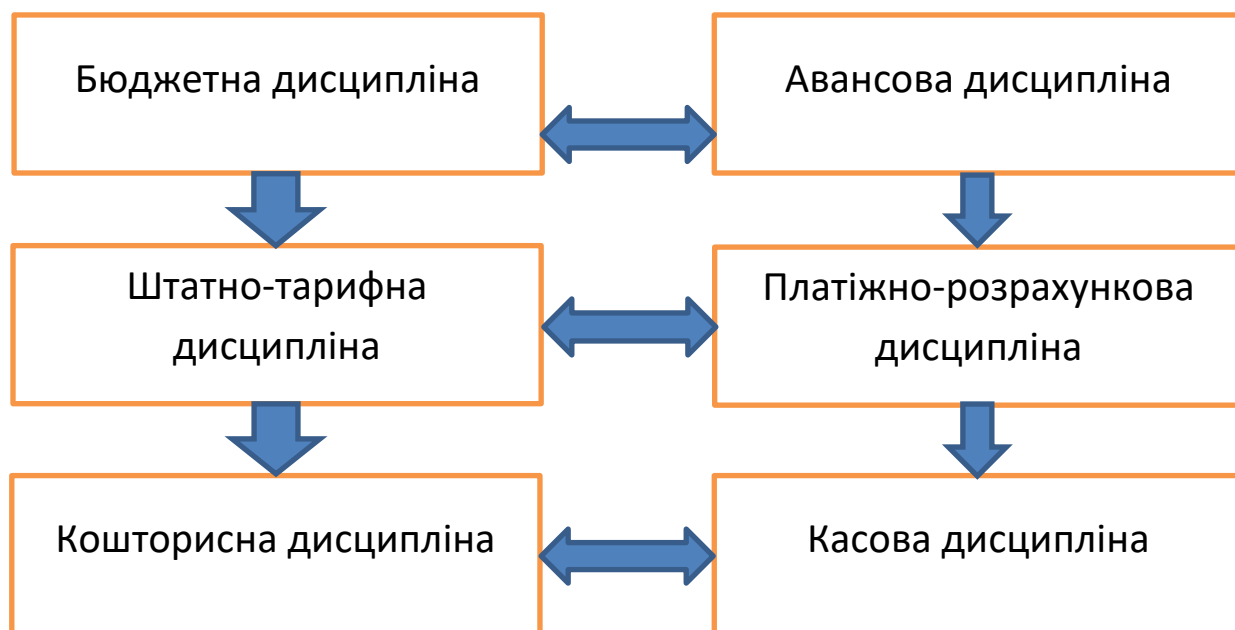 Бюджетна дисципліна
Авансова дисципліна
Штатно-тарифна
дисципліна
Платіжно-розрахункова
дисципліна
Кошторисна дисципліна
Касова дисципліна